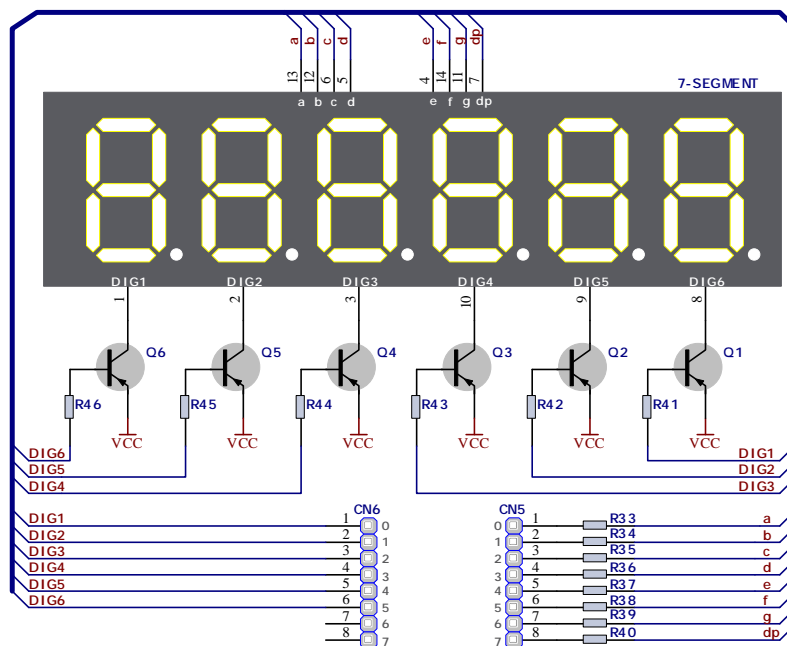 a b c d e f g dp
13 12 6 5 4 14 11 7
7-SEGMENT
a b c d e f g dp
DIG1 DIG2 DIG3 DIG4 DIG5 DIG6
1 2 3 10 9 8
Q6 Q5 Q4 Q3 Q2 Q1
R46 R45 R44 R43 R42 R41
VCC VCC VCC VCC VCC VCC
DIG6 DIG1
DIG5 DIG2
DIG4 DIG3
CN6 CN5
DIG1 1 0 0 1 R33 a
DIG2 2 1 1 2 R34 b
DIG3 3 2 2 3 R35 c
DIG4 4 3 3 4 R36 d
DIG5 5 4 4 5 R37 e
DIG6 6 5 5 6 R38 f
7 6 6 7 R39 g
8 7 7 8 R40 dp